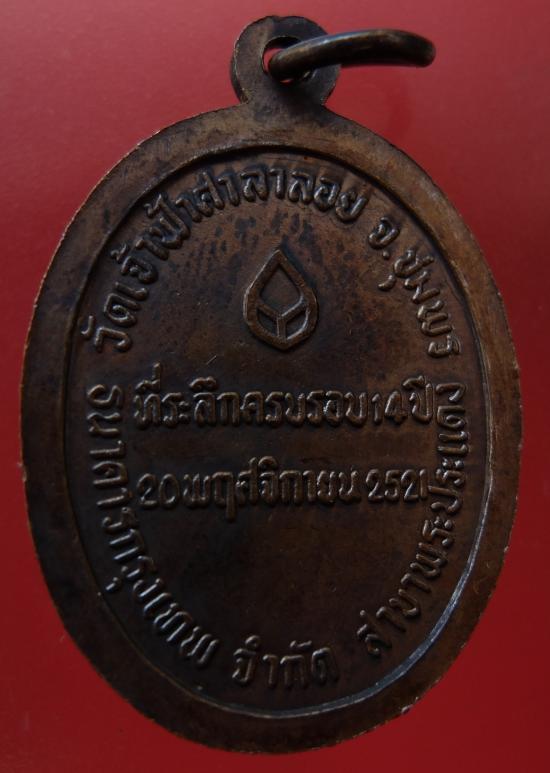 วัดเจ้าฟ้าศาลาลอย จ.ชุมพร
ที่ระลึกครบรอบ 14 ปี
20 พฤศจิกายน 2521
ธนาคารกรุงเทพ จำกัด สาขาพระประแดง